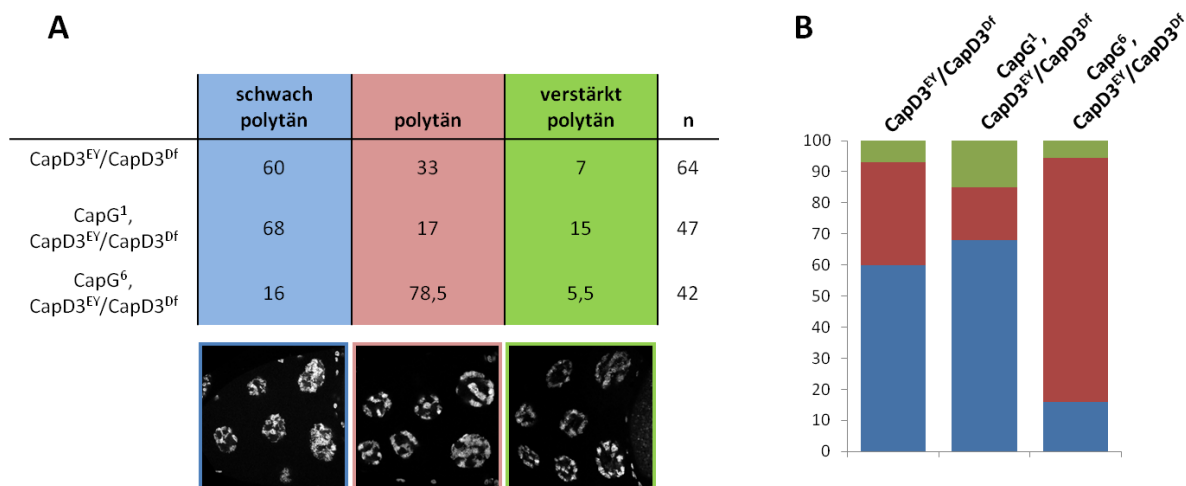 A
schwach
polytän
polytän
verstärkt
polytän
n
CapD3ᴱʸ/CapD3ᴰᶠ
60
33
7
64
CapG¹,
CapD3ᴱʸ/CapD3ᴰᶠ
68
17
15
47
CapG⁶,
CapD3ᴱʸ/CapD3ᴰᶠ
16
78,5
5,5
42
B
CapD3ᴱʸ/CapD3ᴰᶠ
CapG¹,
CapD3ᴱʸ/CapD3ᴰᶠ
CapG⁶,
CapD3ᴱʸ/CapD3ᴰᶠ
100
90
80
70
60
50
40
30
20
10
0